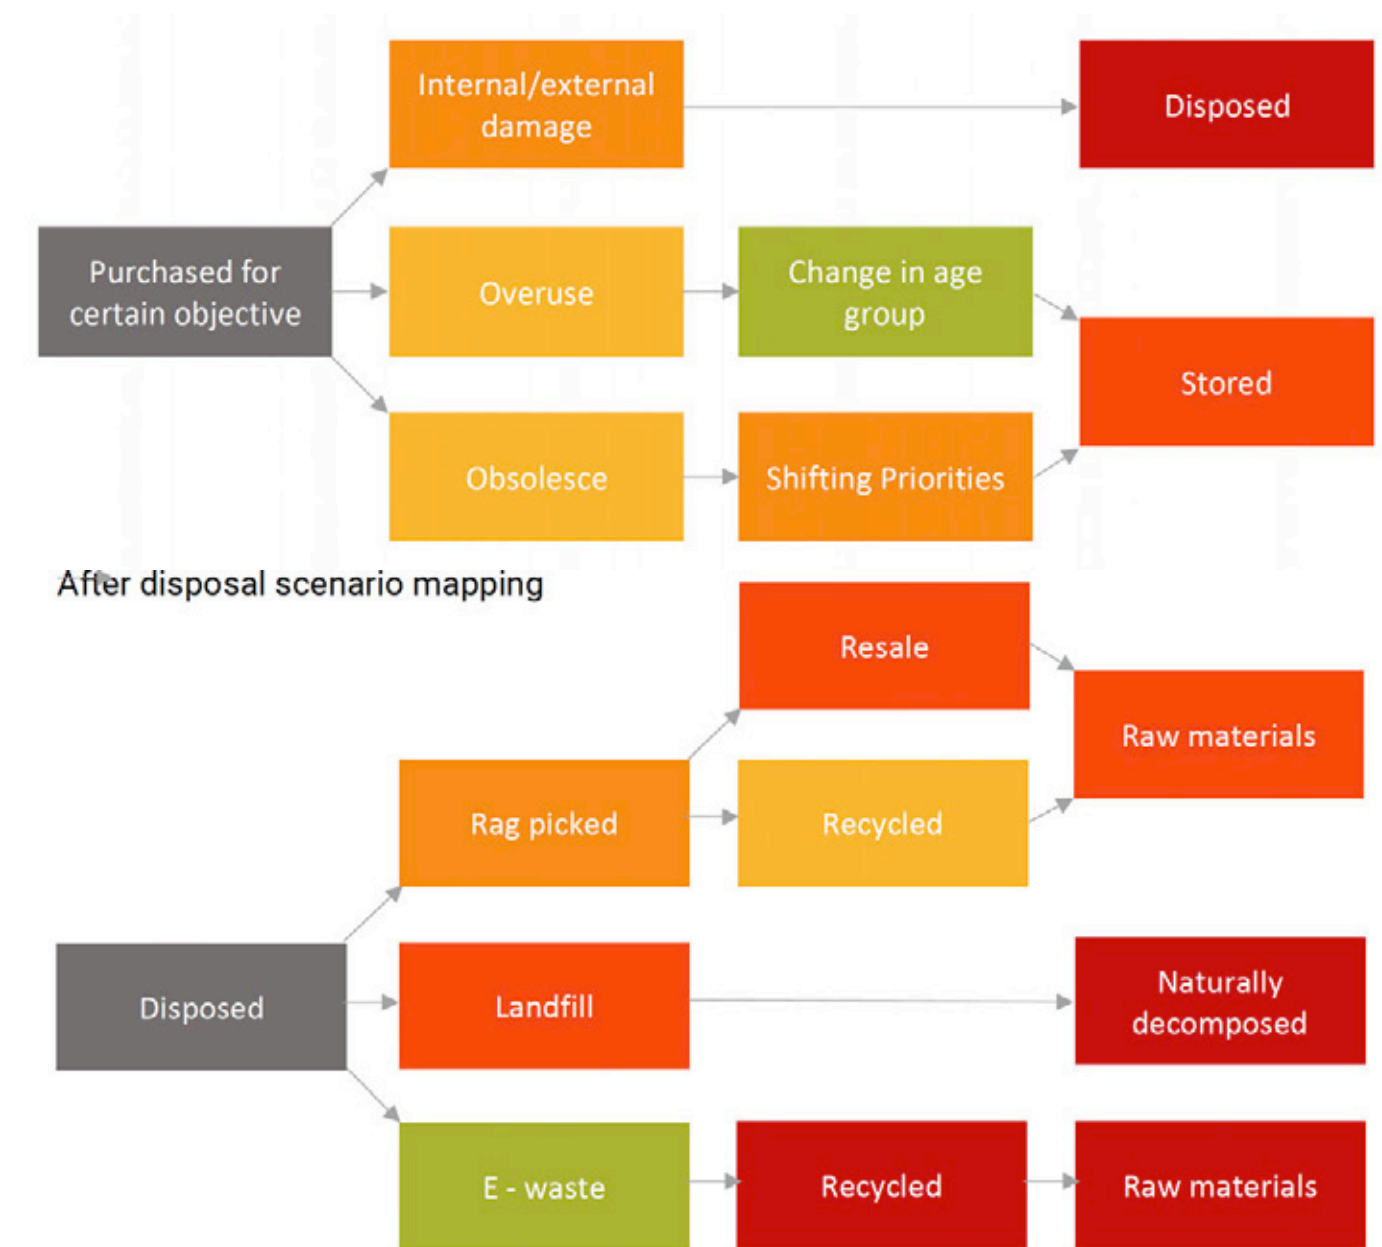 Internal/external
damage
Disposed
Purchased for
certain objective
Overuse
Change in age
group
Stored
Obsolesce
Shifting Priorities
After disposal scenario mapping
Resale
Raw materials
Rag picked
Recycled
Disposed
Landfill
Naturally
decomposed
E - waste
Recycled
Raw materials